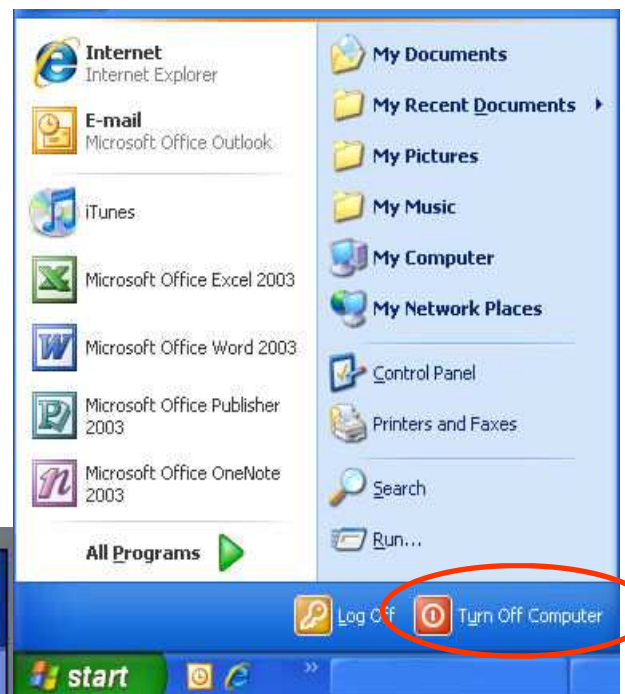 Internet
Internet Explorer
E-mail
Microsoft Office Outlook
iTunes
Microsoft Office Excel 2003
Microsoft Office Word 2003
Microsoft Office Publisher
2003
Microsoft Office OneNote
2003
All Programs
My Documents
My Recent Documents
My Pictures
My Music
My Computer
My Network Places
Control Panel
Printers and Faxes
Search
Run...
Log Off
Turn Off Computer
start